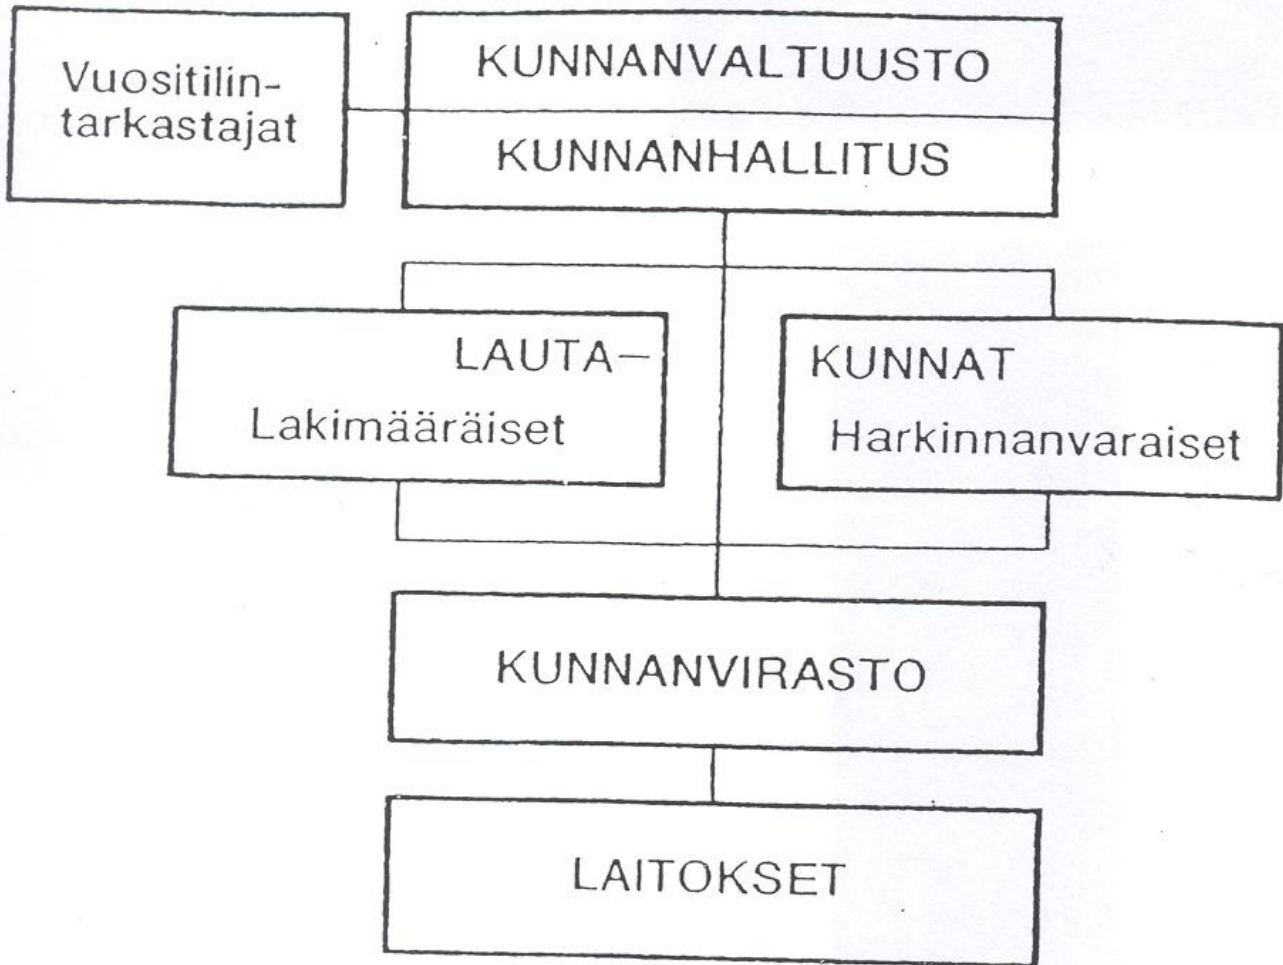 Vuositilin-
tarkastajat
KUNNANVALTUUSTO
KUNNANHALLITUS
LAUTA—
Lakimääräiset
KUNNAT
Harkinnanvaraiset
KUNNANVIRASTO
LAITOKSET